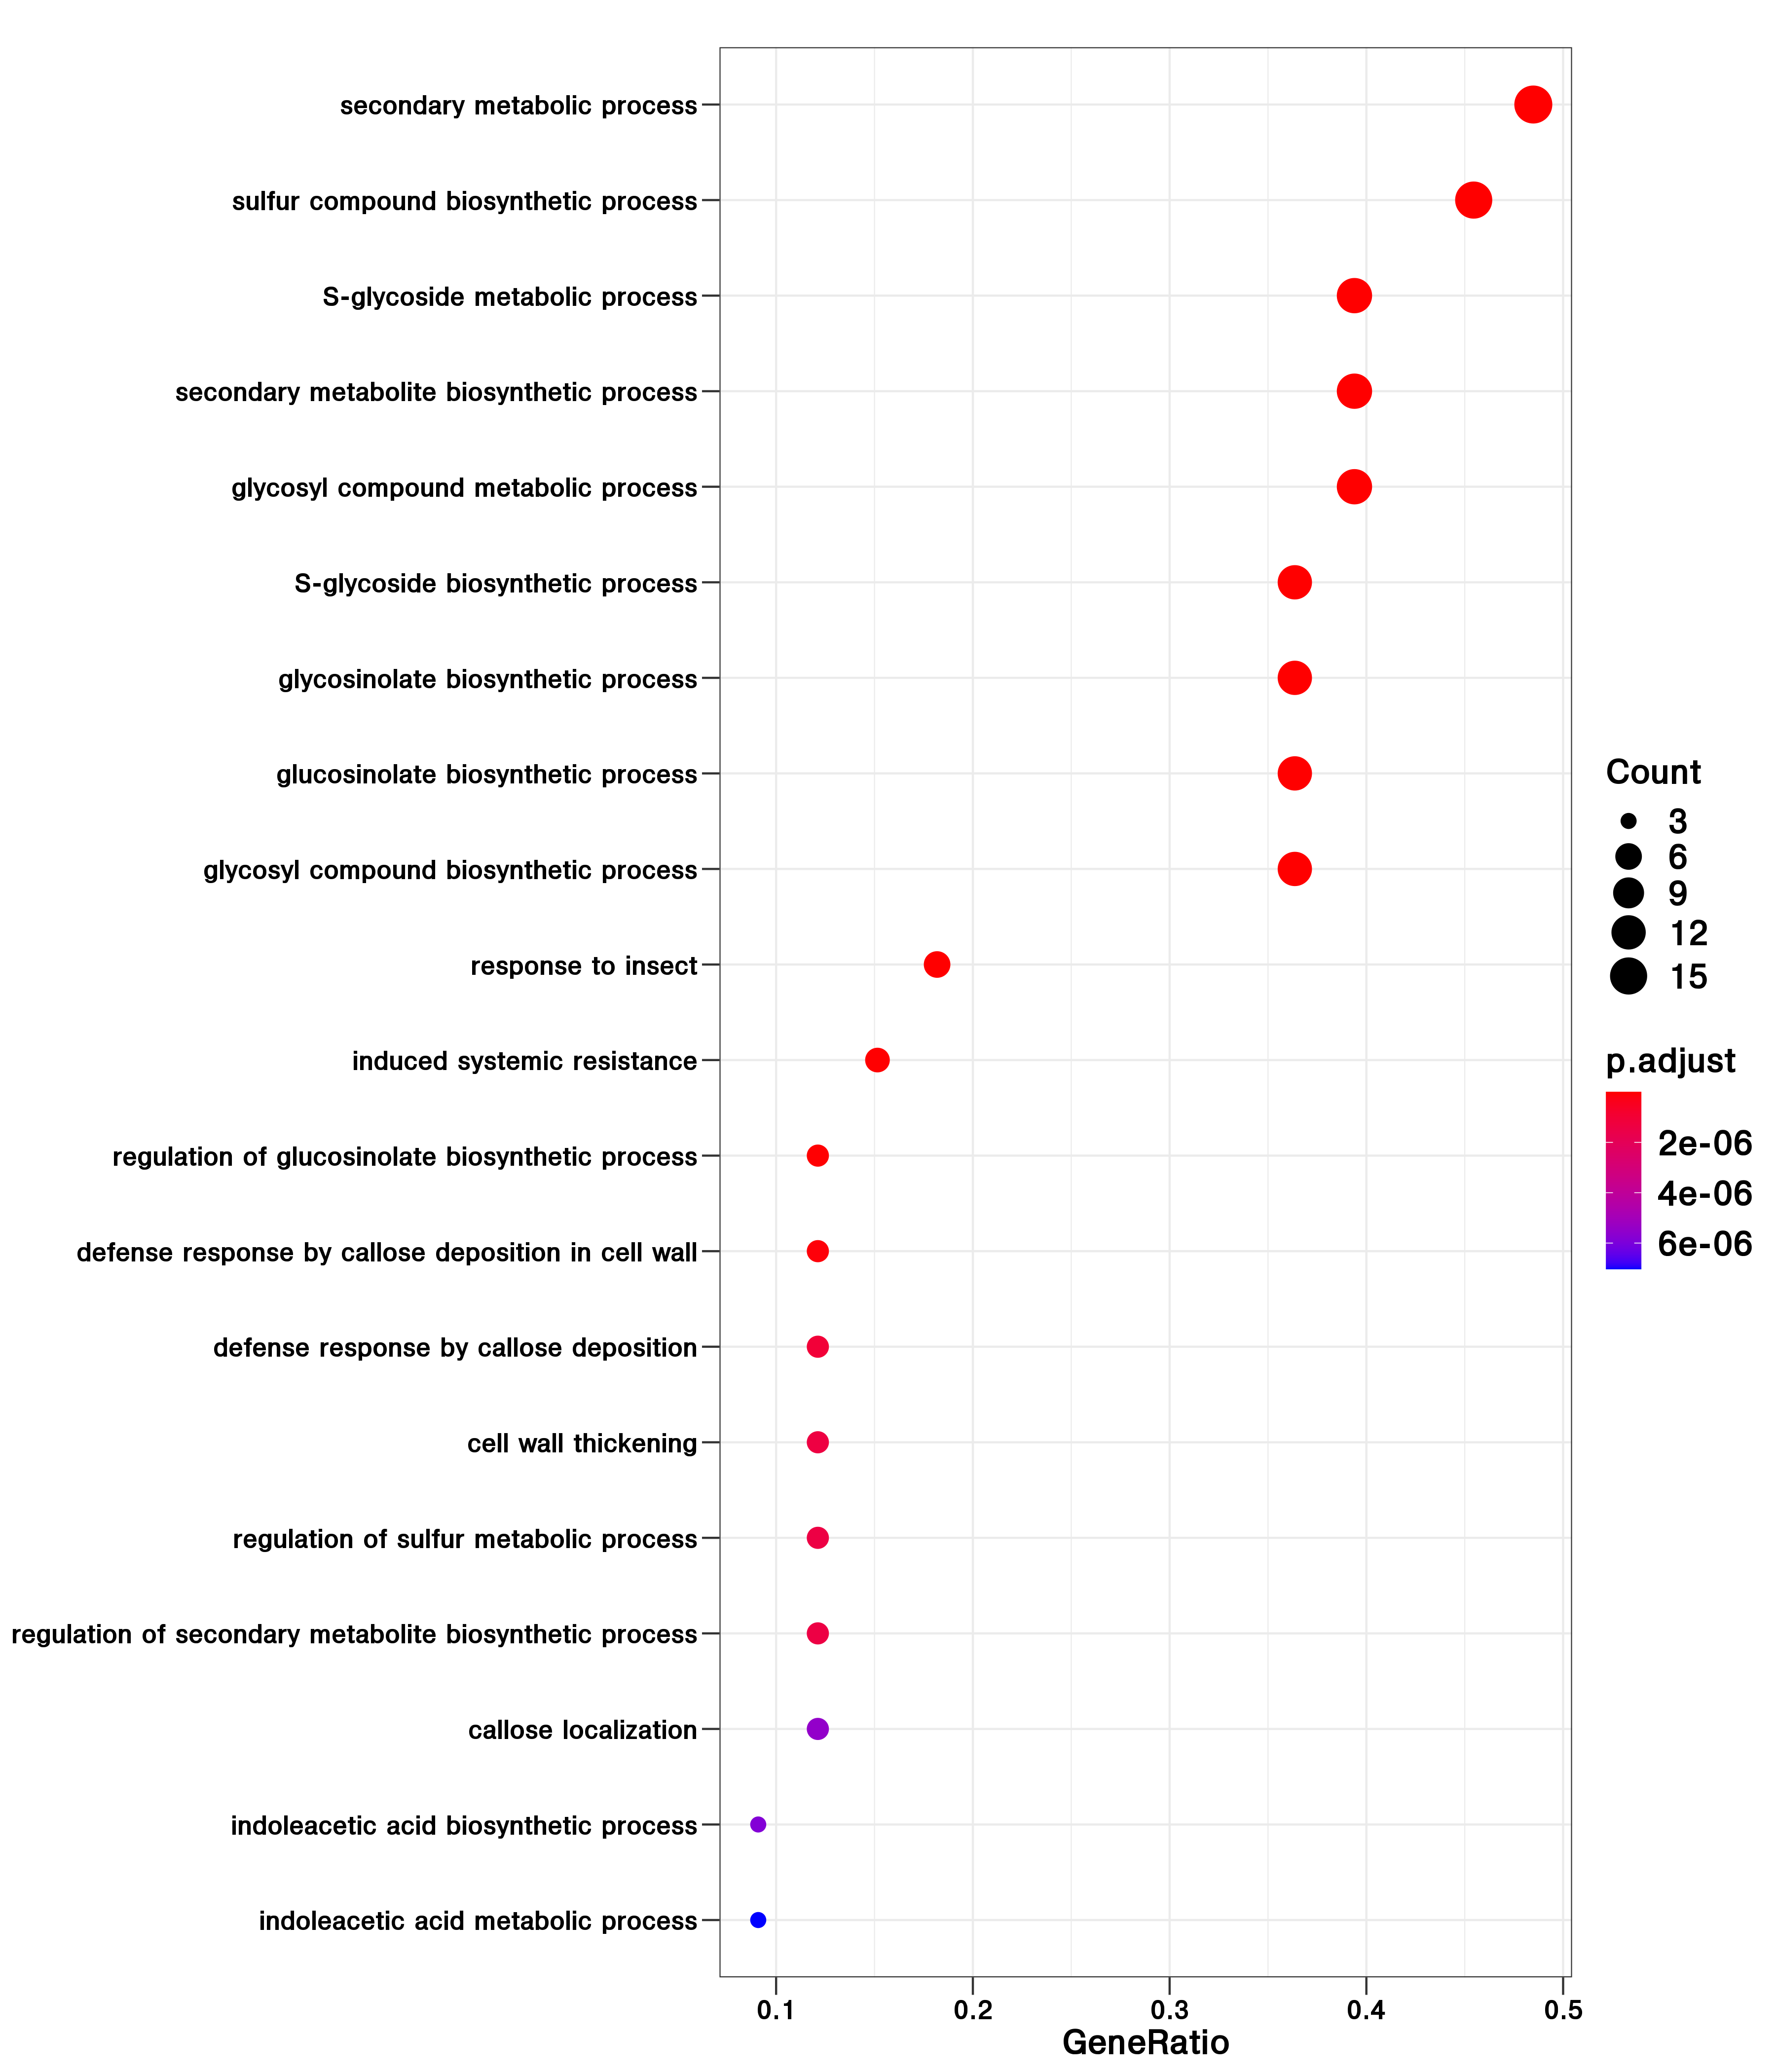 secondary metabolic process
sulfur compound biosynthetic process
S-glycoside metabolic process
secondary metabolite biosynthetic process
glycosyl compound metabolic process
S-glycoside biosynthetic process
glycosinolate biosynthetic process
glucosinolate biosynthetic process
glycosyl compound biosynthetic process
response to insect
induced systemic resistance
regulation of glucosinolate biosynthetic process
defense response by callose deposition in cell wall
defense response by callose deposition
cell wall thickening
regulation of sulfur metabolic process
regulation of secondary metabolite biosynthetic process
callose localization
indoleacetic acid biosynthetic process
indoleacetic acid metabolic process
0.1 0.2 0.3 0.4 0.5
GeneRatio
Count
3
6
9
12
15
p.adjust
2e-06
4e-06
6e-06